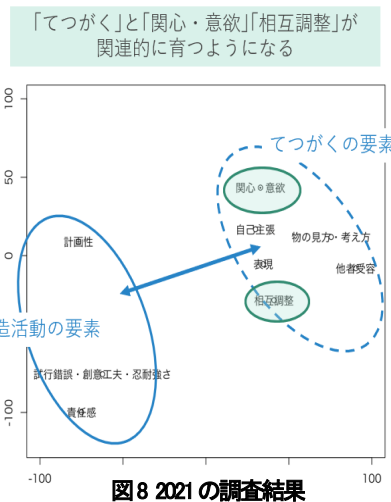 「てつがく」と「関心・意欲」「相互調整」が
関連的に育つようになる
100
50
0
-100
てつがくの要素
関心・意欲
自己主張
物の見方・考え方
表現
他者受容
相互調整
計画性
造活動の要素
試行錯誤・創意工夫・忍耐強さ
責任感
-100
100
図8 2021の調査結果